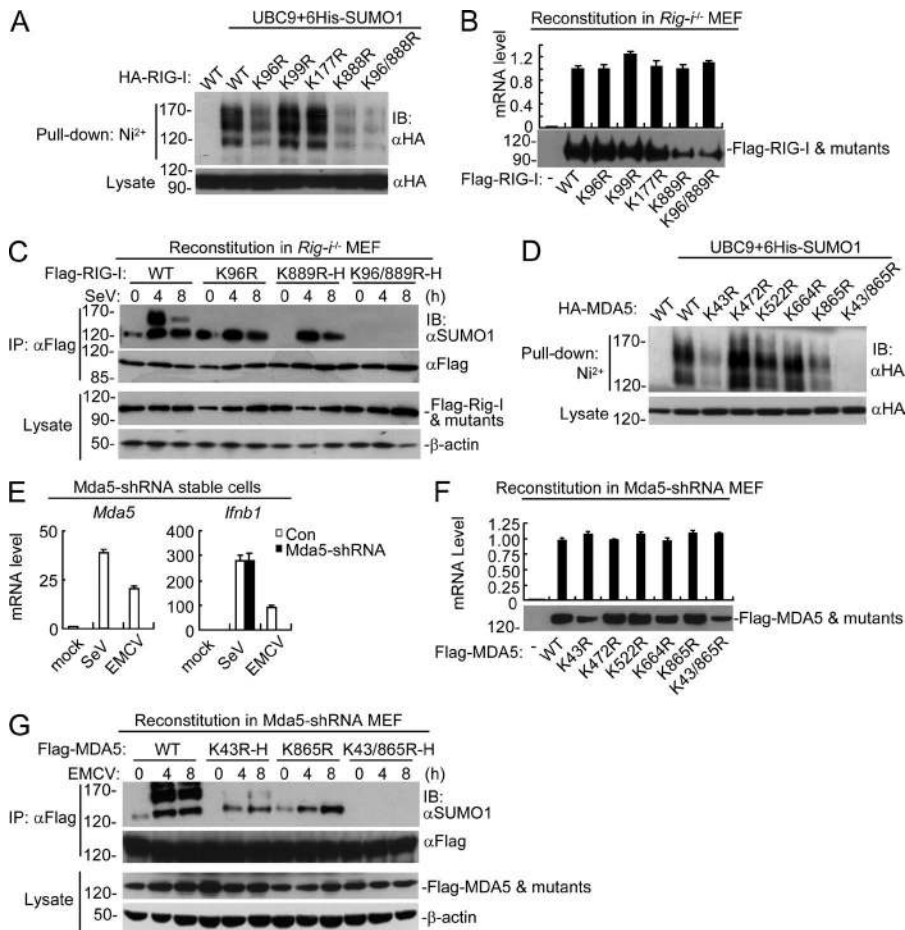 A
UBC9+6His-SUMO1
HA-RIG-I: WT WT K96R K99R K177R K888R K96/888R
170-
Pull-down: Ni2+
120-
IB:
αHA
120-
Lysate
90-
αHA
B
Reconstitution in Rig-i-/- MEF
mRNA level
1.2
0.8
0.4
0
120-
90-
-Flag-RIG-I & mutants
Flag-RIG-I: - WT K96R K99R K177R K889R K96/889R
C
Reconstitution in Rig-i-/- MEF
Flag-RIG-I: WT K96R K889R-H K96/889R-H
SeV: 0 4 8 0 4 8 0 4 8 0 4 8 (h)
170-
IB:
αSUMO1
120-
IP: αFlag
120-
αFlag
85-
120-
-Flag-Rig-I
& mutants
90-
Lysate
50-
-β-actin
D
UBC9+6His-SUMO1
HA-MDA5: WT WT K43R K472R K522R K664R K865R K43/865R
170-
Pull-down:
Ni2+
IB:
αHA
120-
Lysate 120-
αHA
E
Mda5-shRNA stable cells
Mda5
Ifnb1
mRNA level
50
25
0
400
300
200
100
0
Con
Mda5-shRNA
mock SeV EMCV
mock SeV EMCV
F
Reconstitution in Mda5-shRNA MEF
mRNA Level
1.25
1.00
0.75
0.5
0.25
0
120-
-Flag-MDA5 & mutants
Flag-MDA5: - WT K43R K472R K522R K664R K865R K43/865R
G
Reconstitution in Mda5-shRNA MEF
Flag-MDA5: WT K43R-H K865R K43/865R-H
EMCV: 0 4 8 0 4 8 0 4 8 0 4 8 (h)
170-
IB:
αSUMO1
IP: αFlag
120-
αFlag
120-
120-
-Flag-MDA5 & mutants
Lysate
50-
-β-actin